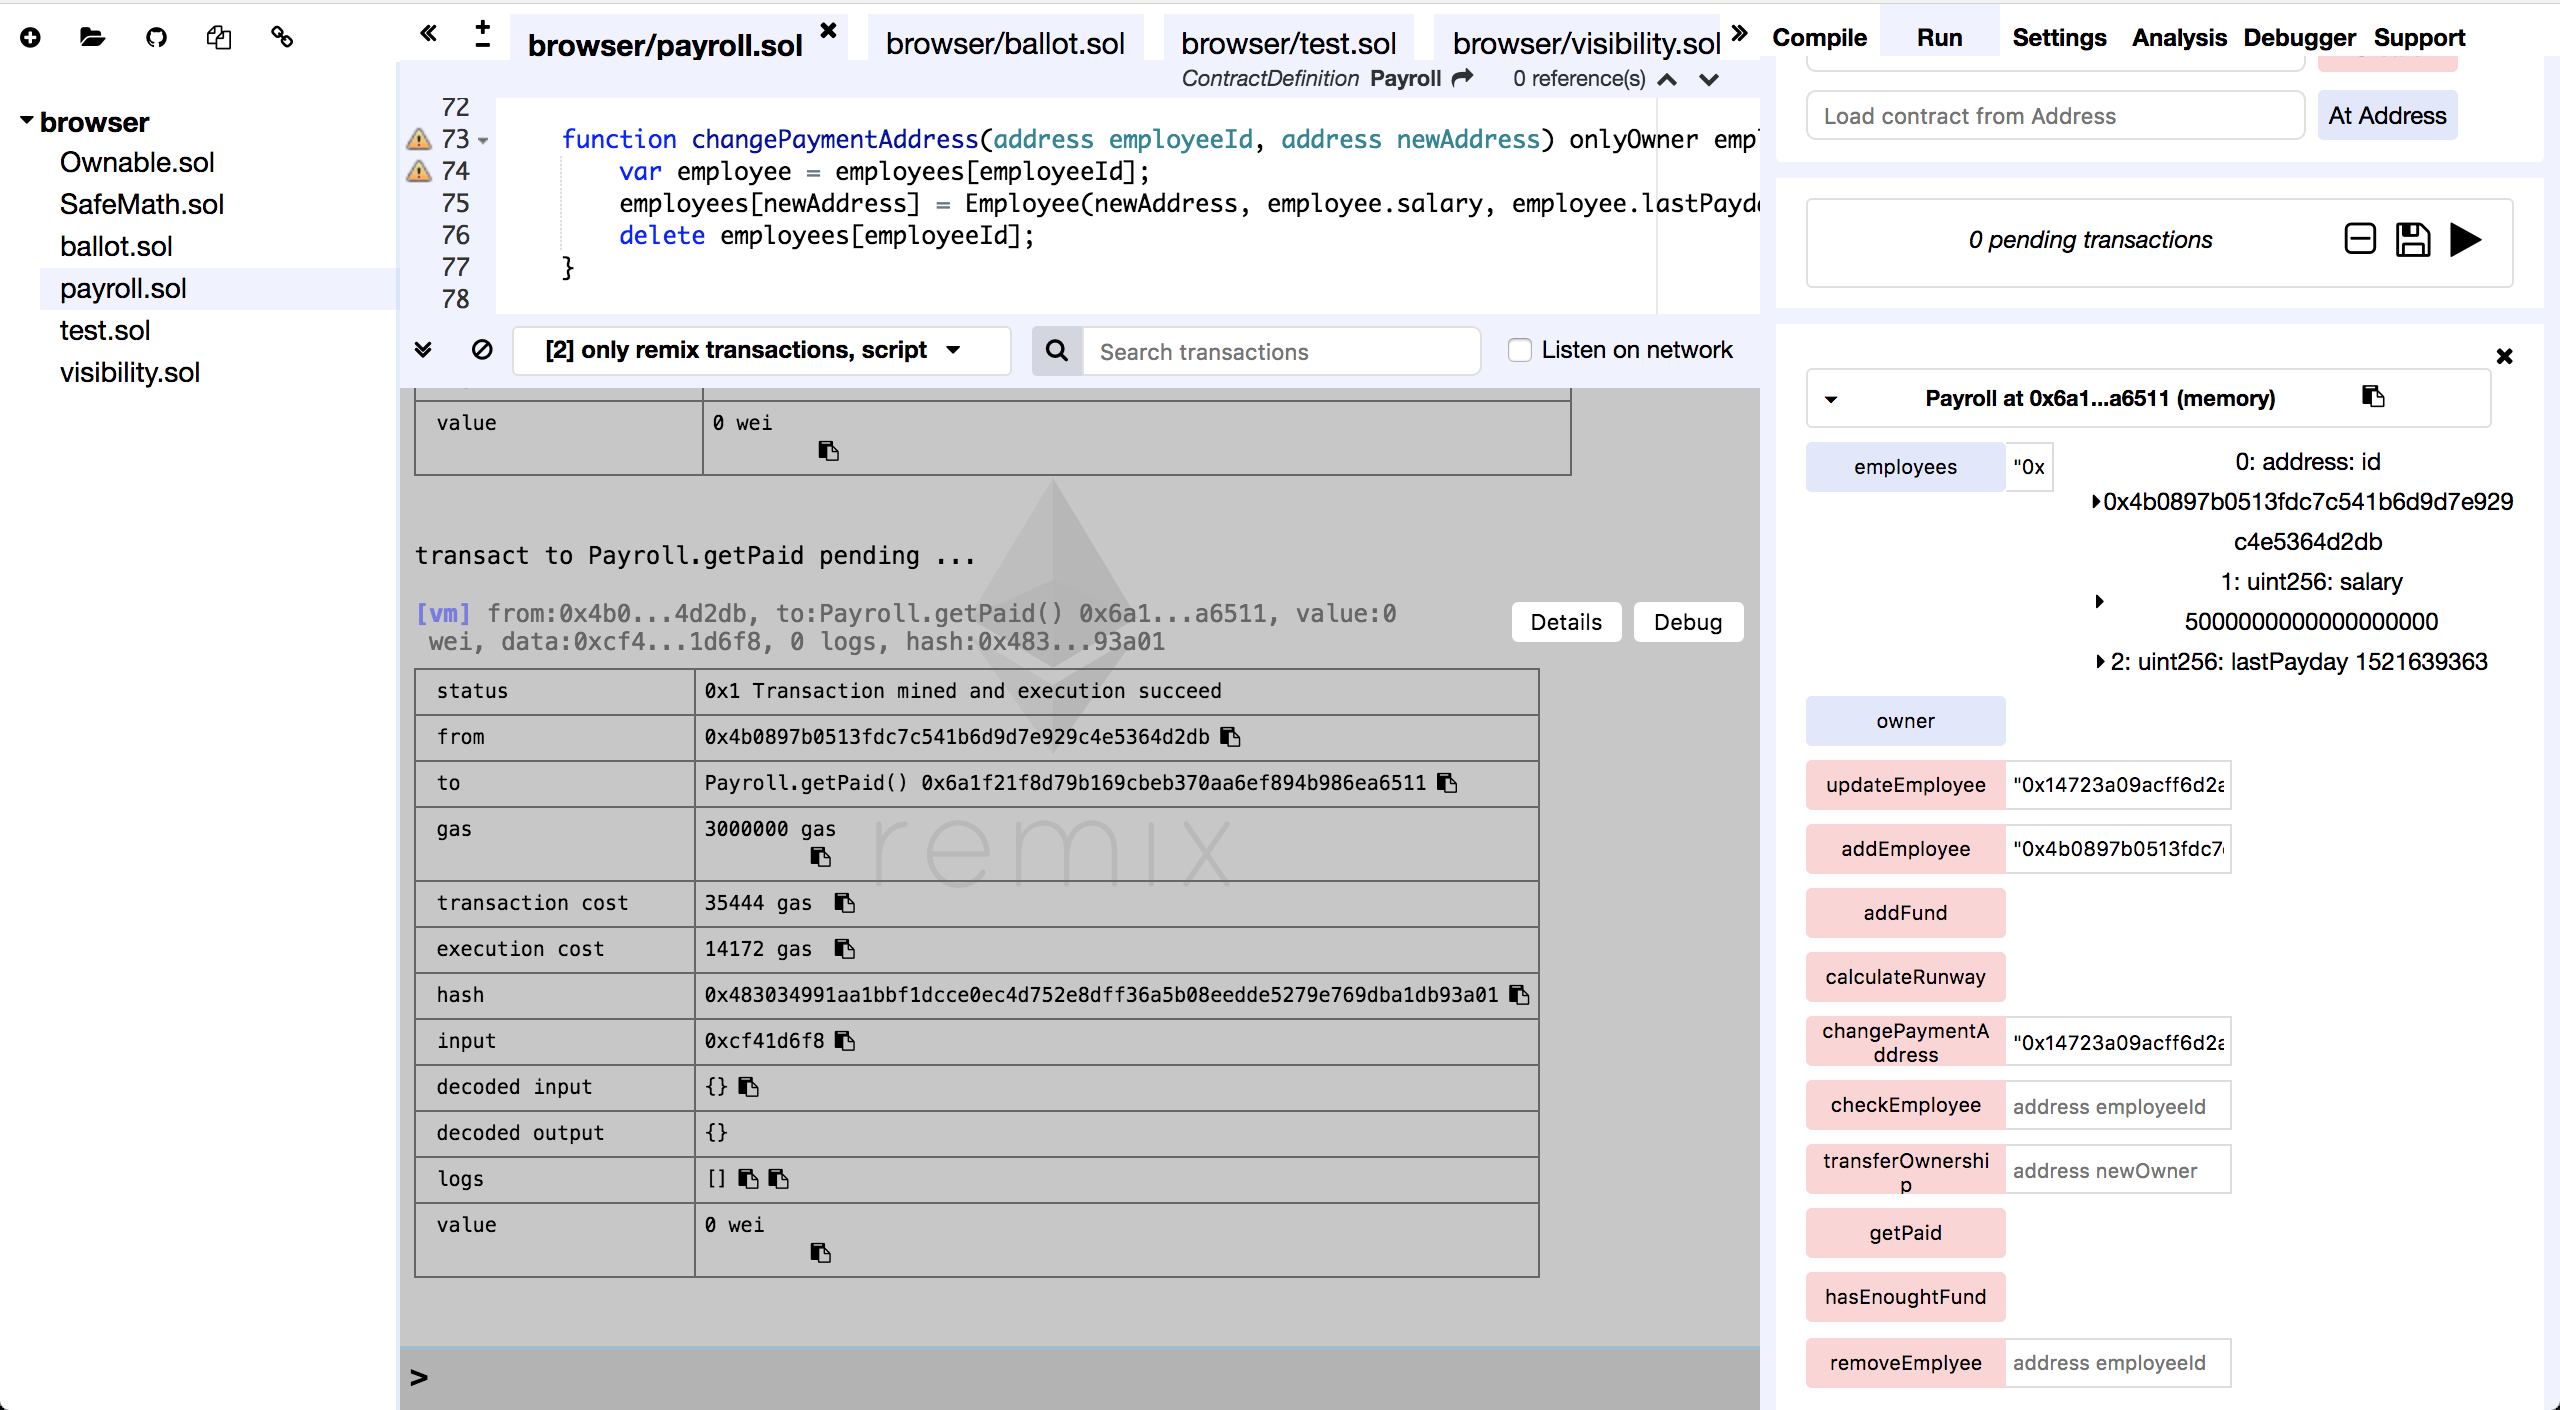 browser
Ownable.sol
SafeMath.sol
ballot.sol
payroll.sol
test.sol
visibility.sol
browser/payroll.sol
browser/ballot.sol
browser/test.sol
browser/visibility.sol
ContractDefinition Payroll 0 reference(s)
72
73 function changePaymentAddress(address employeeId, address newAddress) onlyOwner empl
74 var employee = employees[employeeId];
75 employees[newAddress] = Employee(newAddress, employee.salary, employee.lastPayda
76 delete employees[employeeId];
77 }
78
[2] only remix transactions, script
Search transactions
Listen on network
value 0 wei
transact to Payroll.getPaid pending ...
[vm] from:0x4b0...4d2db, to:Payroll.getPaid() 0x6a1...a6511, value:0
wei, data:0xcf4...1d6f8, 0 logs, hash:0x483...93a01
Details Debug
status 0x1 Transaction mined and execution succeed
from 0x4b0897b0513fdc7c541b6d9d7e929c4e5364d2db
to Payroll.getPaid() 0x6a1f21f8d79b169cbeb370aa6ef894b986ea6511
gas 3000000 gas
transaction cost 35444 gas
execution cost 14172 gas
hash 0x483034991aa1bbf1dcce0ec4d752e8dff36a5b08eedde5279e769dba1db93a01
input 0xcf41d6f8
decoded input {}
decoded output {}
logs []
value 0 wei
remix
>
Compile Run Settings Analysis Debugger Support
Load contract from Address At Address
0 pending transactions
Payroll at 0x6a1...a6511 (memory)
employees "0x
0: address: id
0x4b0897b0513fdc7c541b6d9d7e929
c4e5364d2db
1: uint256: salary
5000000000000000000
2: uint256: lastPayday 1521639363
owner
updateEmployee "0x14723a09acff6d2a
addEmployee "0x4b0897b0513fdc7
addFund
calculateRunway
changePaymentA
ddress
"0x14723a09acff6d2a
checkEmployee address employeeId
transferOwnershi
p
address newOwner
getPaid
hasEnoughtFund
removeEmplyee address employeeId